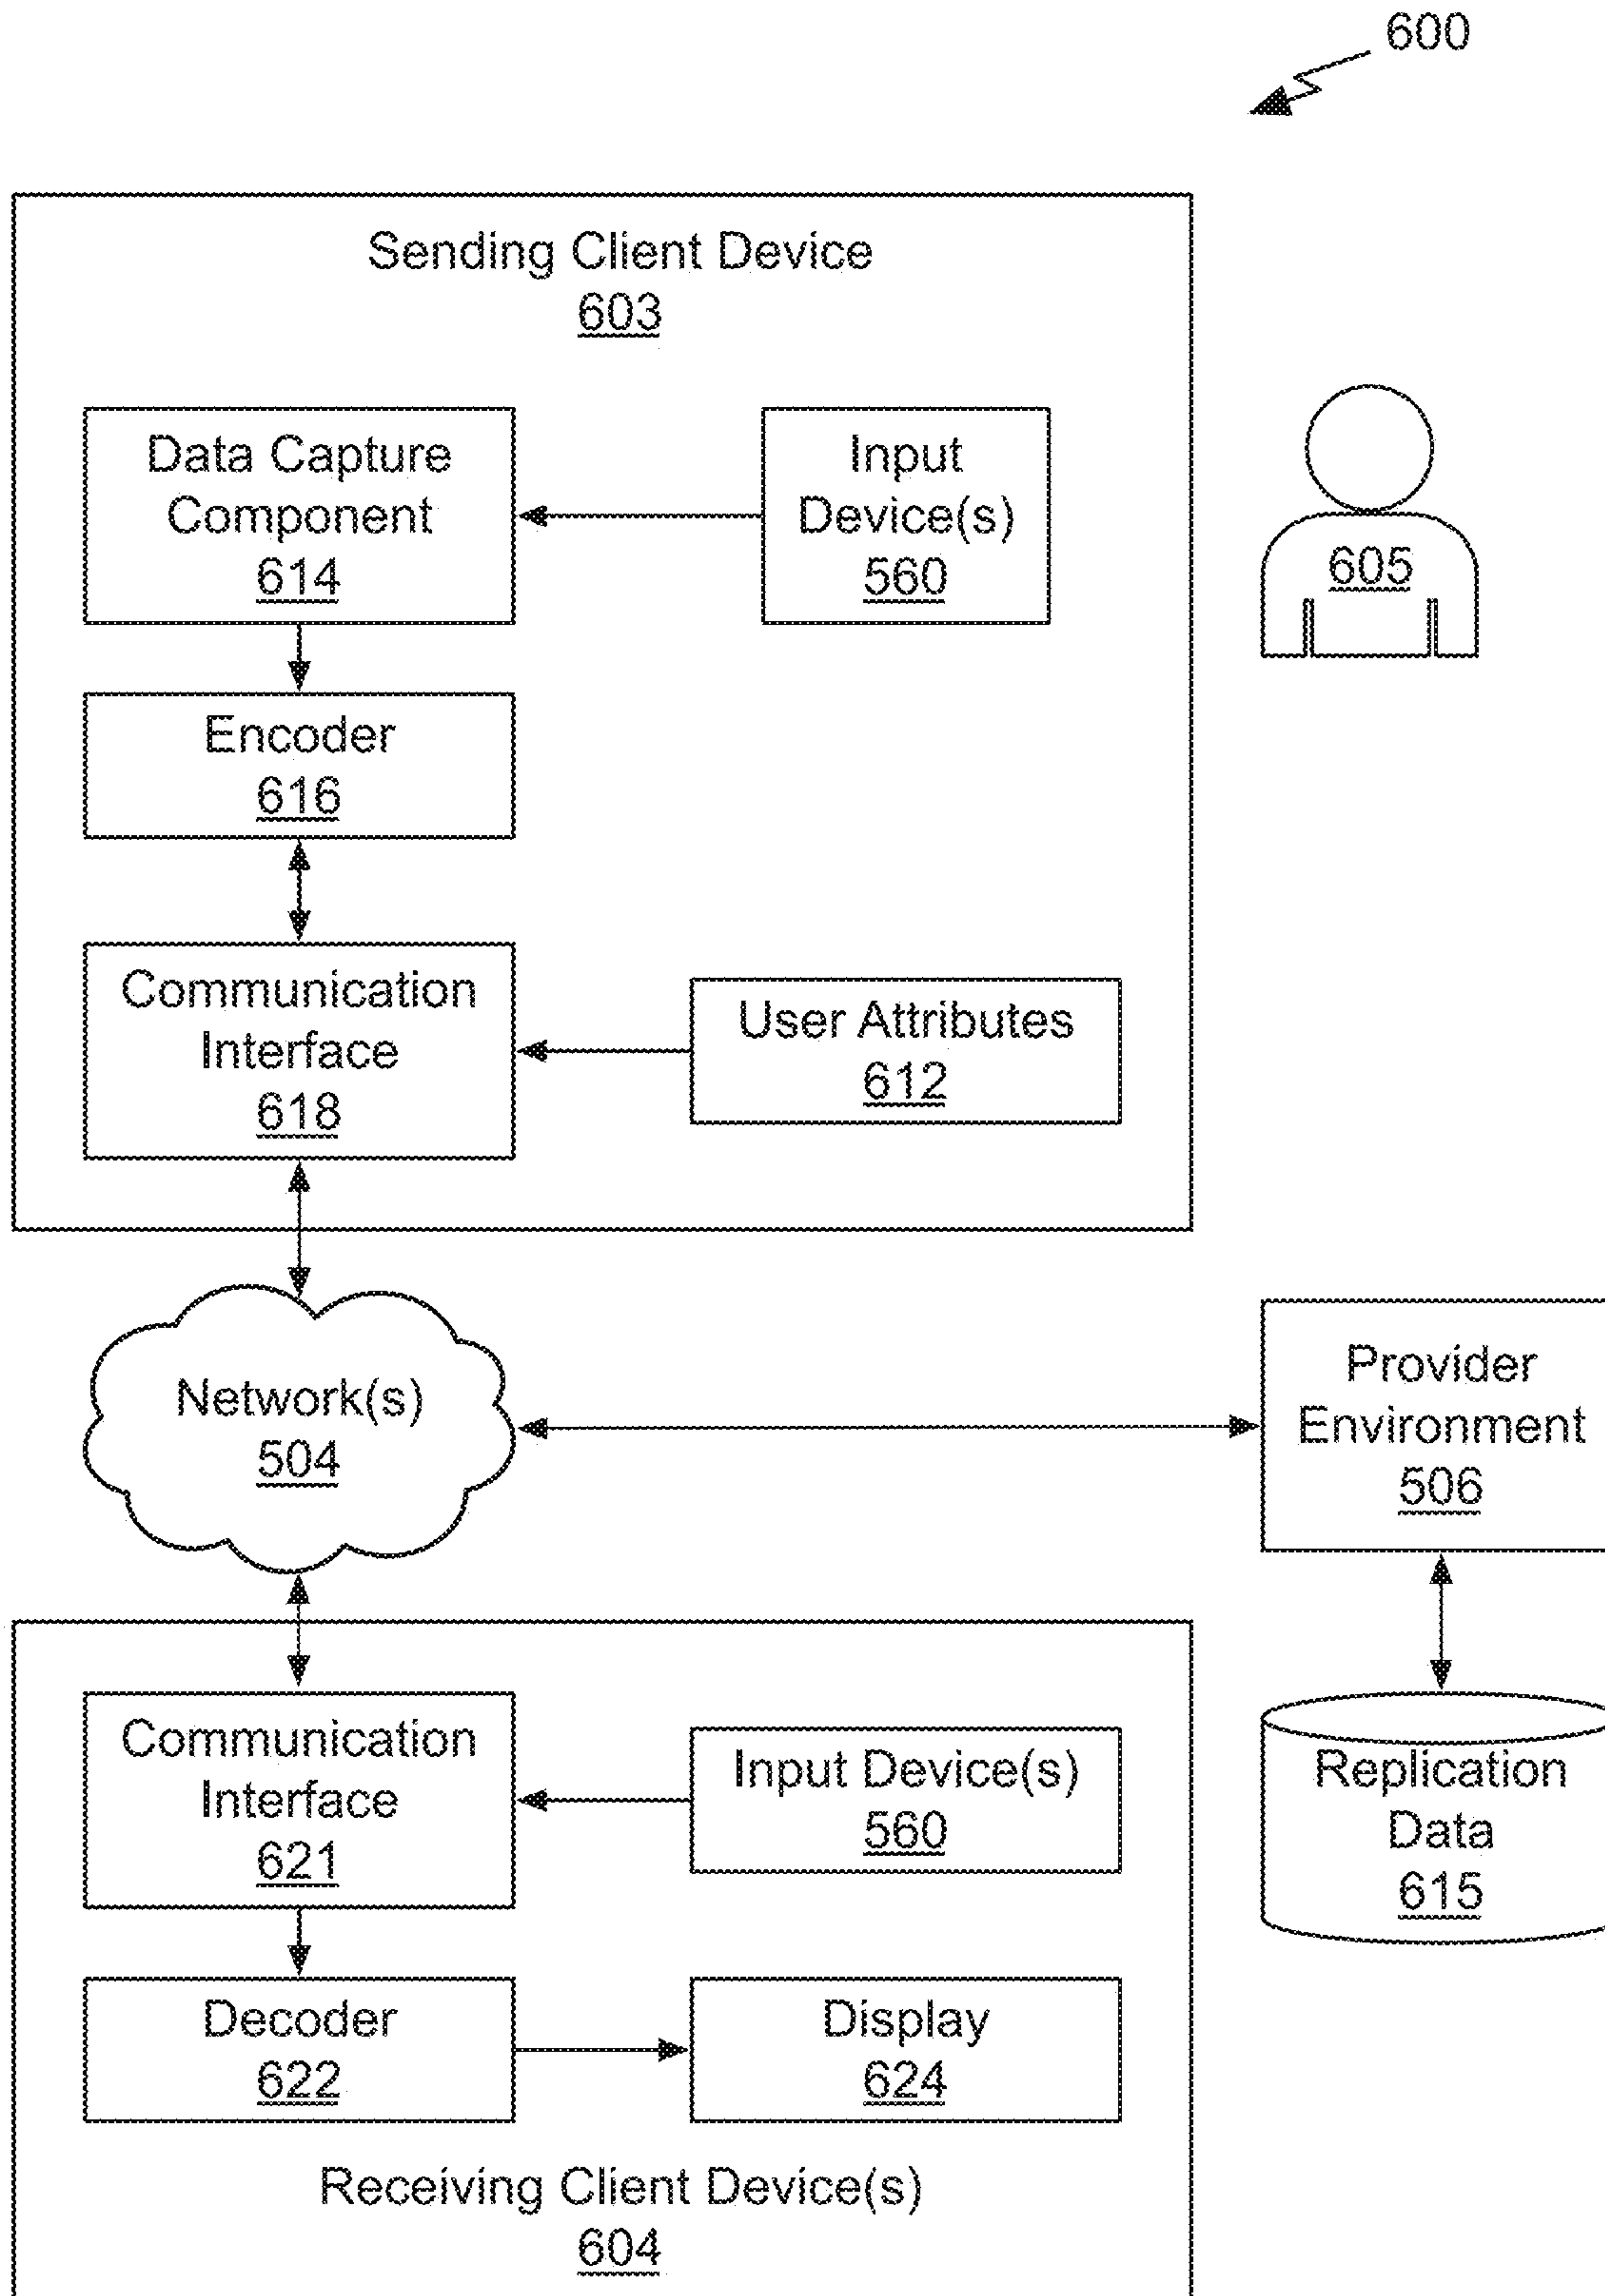 600
Sending Client Device
603
Data Capture
Component
614
Input
Device(s)
560
605
Encoder
616
Communication
Interface
618
User Attributes
612
Network(s)
504
Provider
Environment
506
Communication
Interface
621
Input Device(s)
560
Replication
Data
615
Decoder
622
Display
624
Receiving Client Device(s)
604